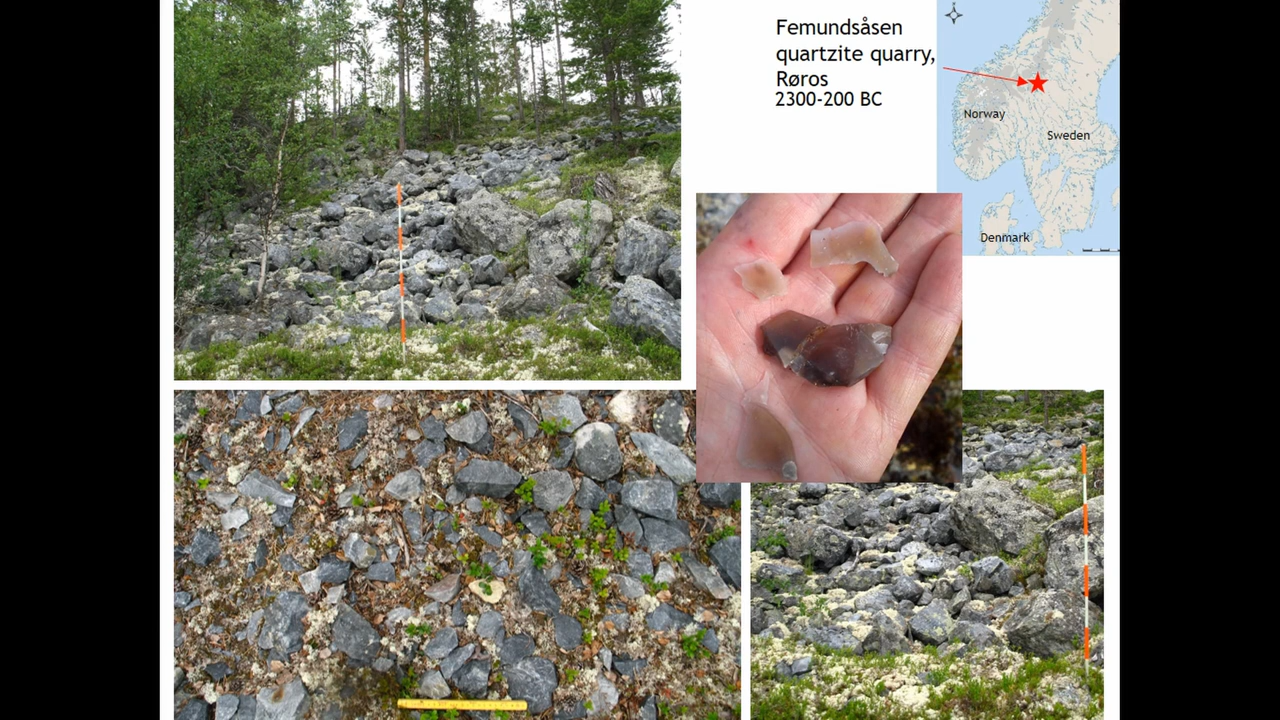 Femundsåsen
quartzite quarry,
Røros
2300-200 BC
Norway
Sweden
Denmark